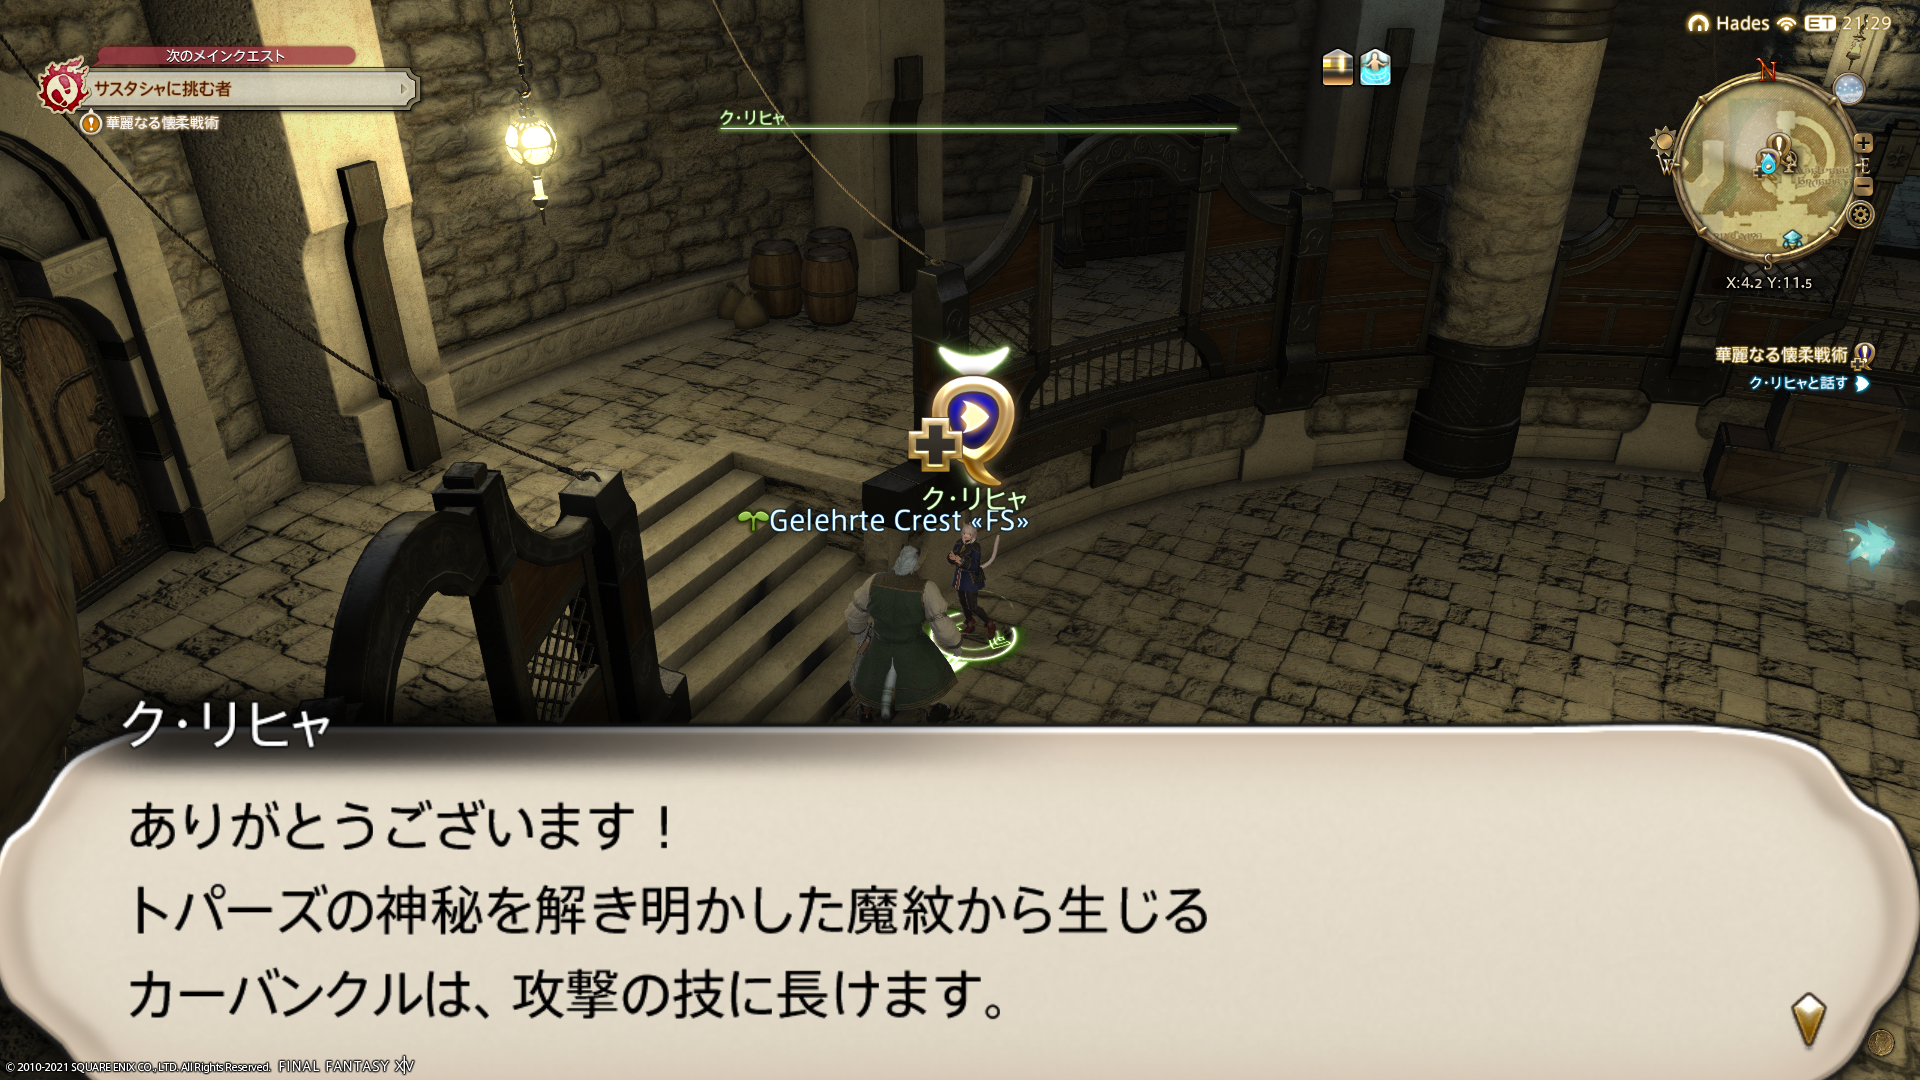 次のメインクエスト
サスタシャに挑む者
華麗なる懐柔戦術
ク・リヒャ
Hades ET 21:29
N
W
E
S
X:4.2 Y:11.5
華麗なる懐柔戦術
ク・リヒャと話す
ク・リヒャ
Gelehrte Crest «FS»
ク・リヒャ
ありがとうございます！
トパーズの神秘を解き明かした魔紋から生じる
カーバンクルは、攻撃の技に長けます。
© 2010-2021 SQUARE ENIX CO., LTD. All Rights Reserved. FINAL FANTASY XIV